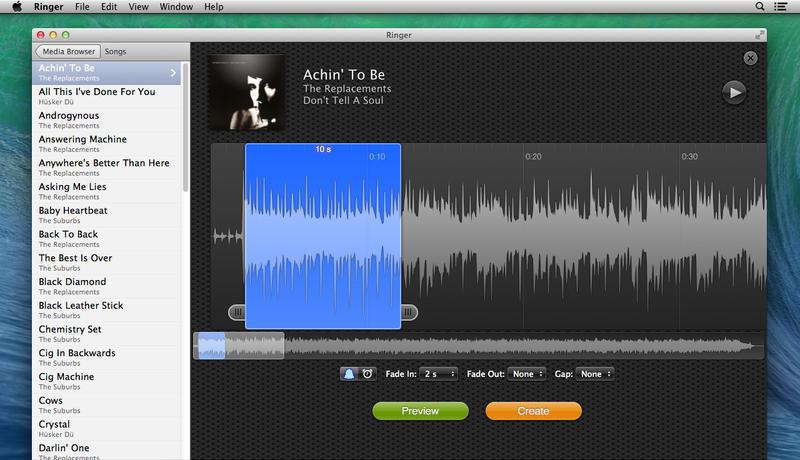 Ringer File Edit View Window Help
Ringer
Media Browser Songs
Achin' To Be
The Replacements
All This I've Done For You
Hüsker Dü
Androgynous
The Replacements
Answering Machine
The Replacements
Anywhere's Better Than Here
The Replacements
Asking Me Lies
The Replacements
Baby Heartbeat
The Suburbs
Back To Back
The Replacements
The Best Is Over
The Suburbs
Black Diamond
The Replacements
Black Leather Stick
The Suburbs
Chemistry Set
The Suburbs
Cig In Backwards
The Suburbs
Cig Machine
The Suburbs
Cows
The Suburbs
Crystal
Hüsker Dü
Darlin' One
The Replacements
Achin' To Be
The Replacements
Don't Tell A Soul
10 s
0:10 0:20 0:30
Fade In: 2 s Fade Out: None Gap: None
Preview Create